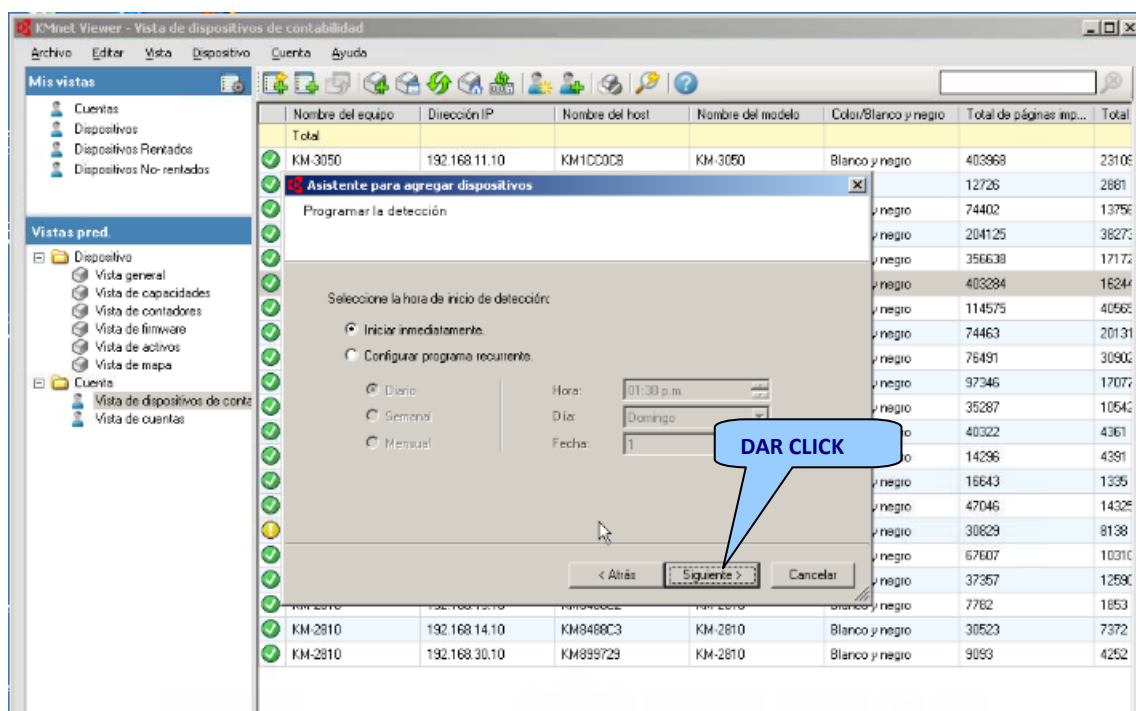 KMnet Viewer - Vista de dispositivos de contabilidad
Archivo Editar Vista Dispositivo Cuenta Ayuda
Mis vistas
Cuentas
Dispositivos
Dispositivos Rentados
Dispositivos No- rentados
Vistas pred.
Dispositivo
Vista general
Vista de capacidades
Vista de contadores
Vista de firmware
Vista de activos
Vista de mapa
Cuenta
Vista de dispositivos de conta
Vista de cuentas
Nombre del equipo Dirección IP Nombre del host Nombre del modelo Color/Blanco y negro Total de páginas imp... Total
Total
KM-3050 192.168.11.10 KM-3050 Blanco y negro 403968 23109
12726 2881
y negro 74402 13756
y negro 204125 38273
y negro 356638 17172
y negro 403284 16244
y negro 114575 40565
y negro 74463 20131
y negro 76491 30902
y negro 97346 17077
y negro 35287 10542
o 40322 4361
14296 4391
y negro 16643 1335
y negro 47046 14325
y negro 30829 8138
y negro 67607 10310
y negro 37357 12590
y negro 7782 1853
KM-2810 192.168.14.10 KM8488C3 KM-2810 Blanco y negro 30523 7372
KM-2810 192.168.30.10 KM899729 KM-2810 Blanco y negro 9093 4252
Asistente para agregar dispositivos
Programar la detección
Seleccione la hora de inicio de detección:
Iniciar inmediatamente.
Configurar programa recurrente.
Diario Hora: 01:38 p.m.
Semanal Día: Domingo
Mensual Fecha: 1
DAR CLICK
< Atrás Siguiente > Cancelar